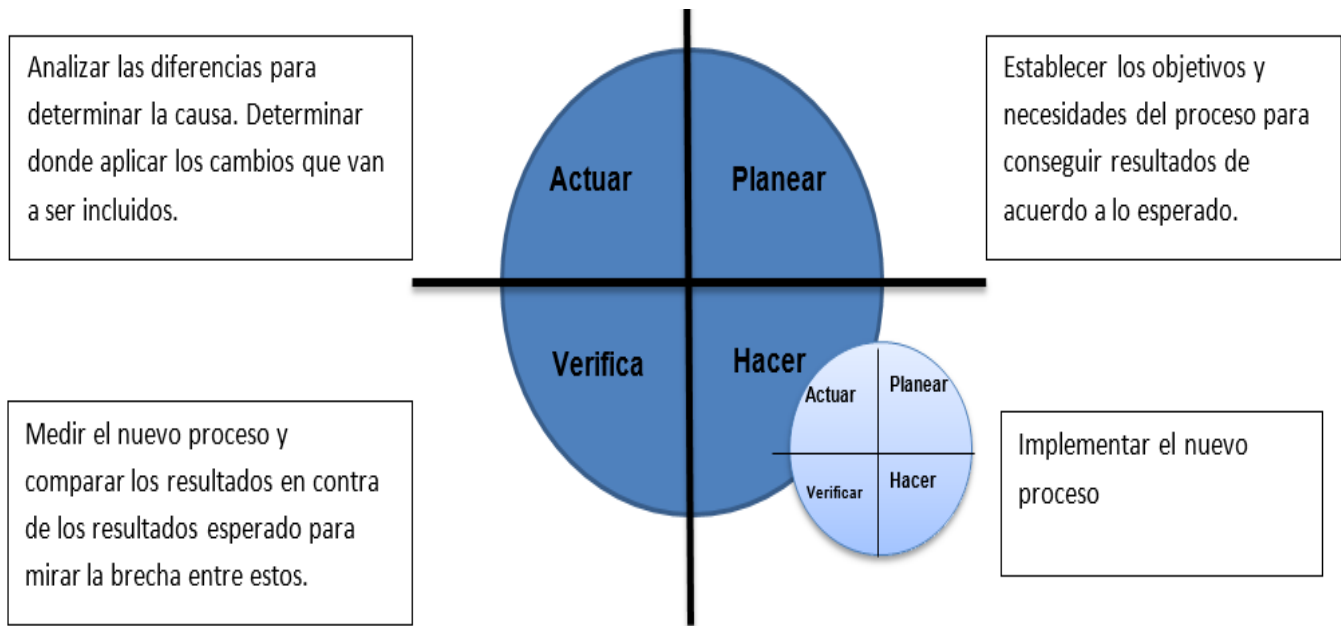 Analizar las diferencias para
determinar la causa. Determinar
donde aplicar los cambios que van
a ser incluidos.
Actuar
Planear
Establecer los objetivos y
necesidades del proceso para
conseguir resultados de
acuerdo a lo esperado.
Verifica
Hacer
Actuar
Planear
Verificar
Hacer
Medir el nuevo proceso y
comparar los resultados en contra
de los resultados esperado para
mirar la brecha entre estos.
Implementar el nuevo
proceso